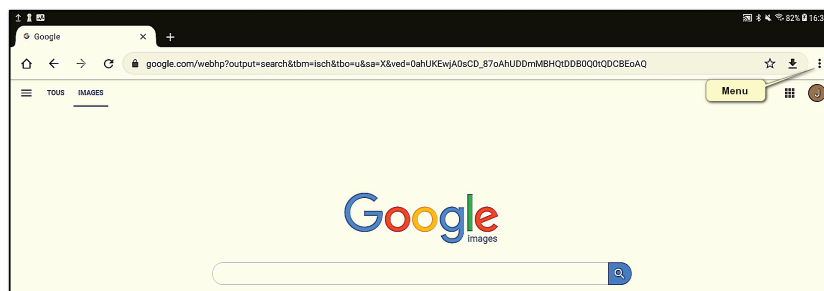 82% 16:3
Google
google.com/webhp?output=search&tbm=isch&tbo=u&sa=X&ved=0ahUKEwjA0sCD_87oAhUDDmMBHQtDDB0Q0tQDCBEoAQ
Menu
TOUS IMAGES
J
Google
images